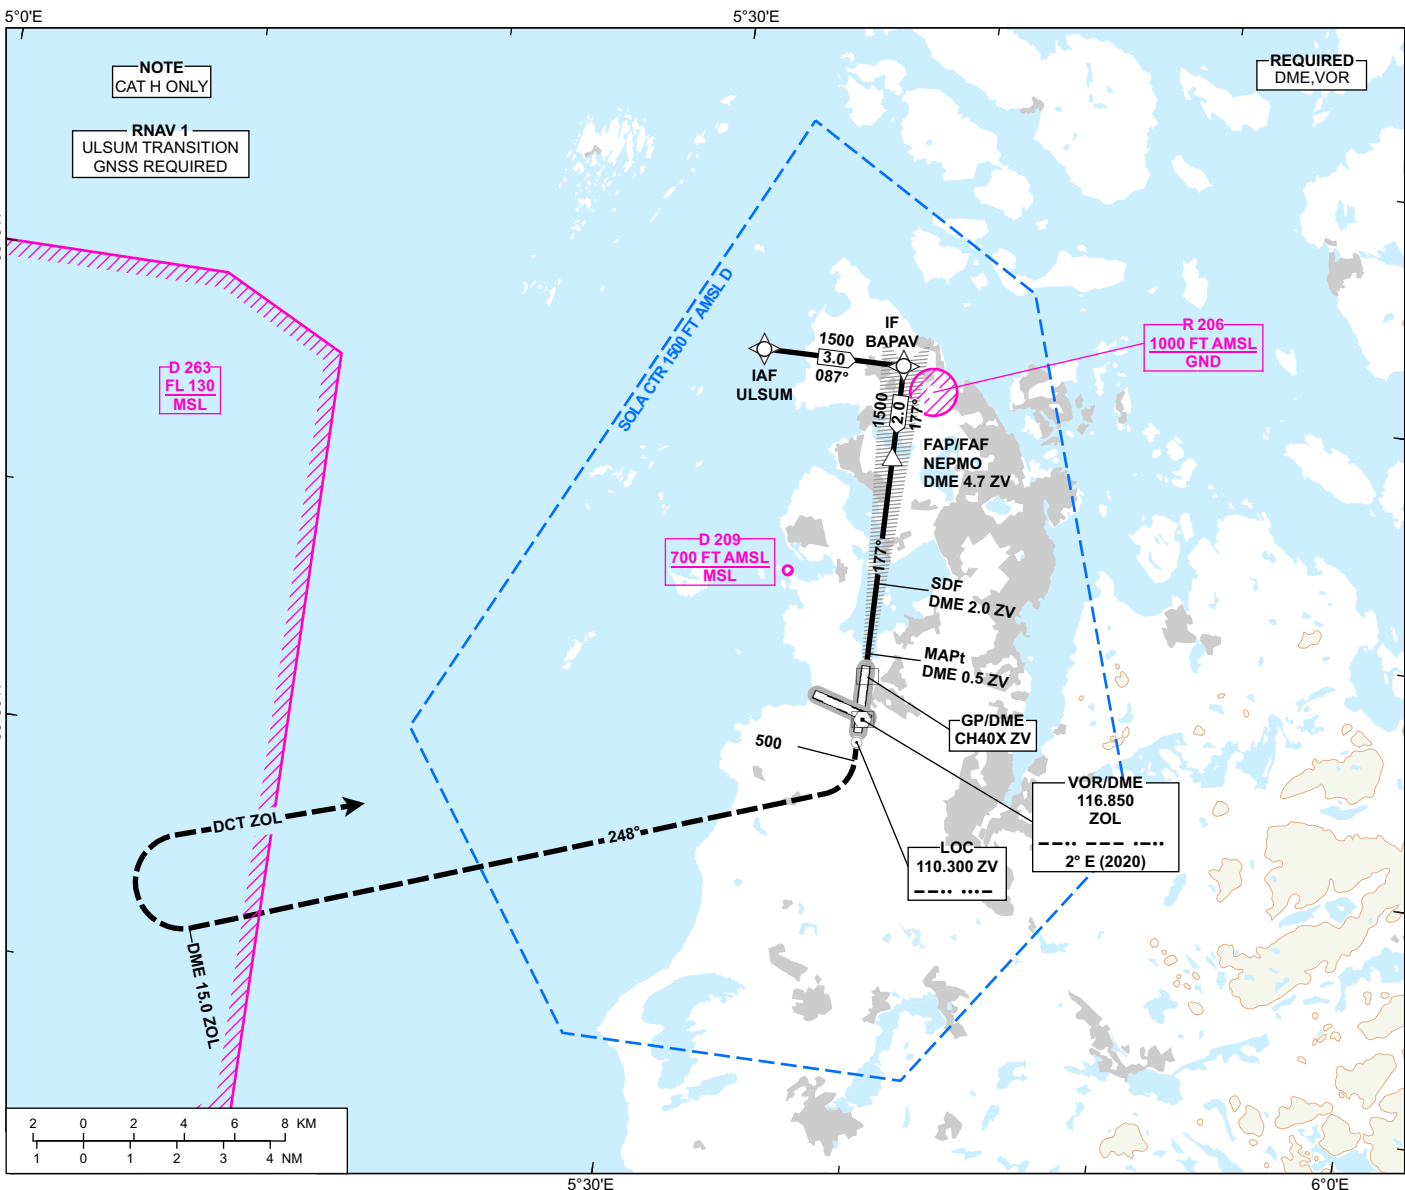 5°0'E
5°30'E
NOTE
CAT H ONLY
RNAV 1
ULSUM TRANSITION
GNSS REQUIRED
REQUIRED
DME,VOR
SOLA CTR 1500 FT AMSL D
D 263
FL 130
MSL
R 206
1000 FT AMSL
GND
IF
BAPAV
1500
3.0
087°
IAF
ULSUM
1500
2.0
177°
FAP/FAF
NEPMO
DME 4.7 ZV
D 209
700 FT AMSL
MSL
177°
SDF
DME 2.0 ZV
MAPt
DME 0.5 ZV
GP/DME
CH40X ZV
500
VOR/DME
116.850
ZOL
2° E (2020)
LOC
110.300 ZV
DCT ZOL
248°
DME 15.0 ZOL
2 0 2 4 6 8 KM
1 0 1 2 3 4 NM
5°30'E
6°0'E